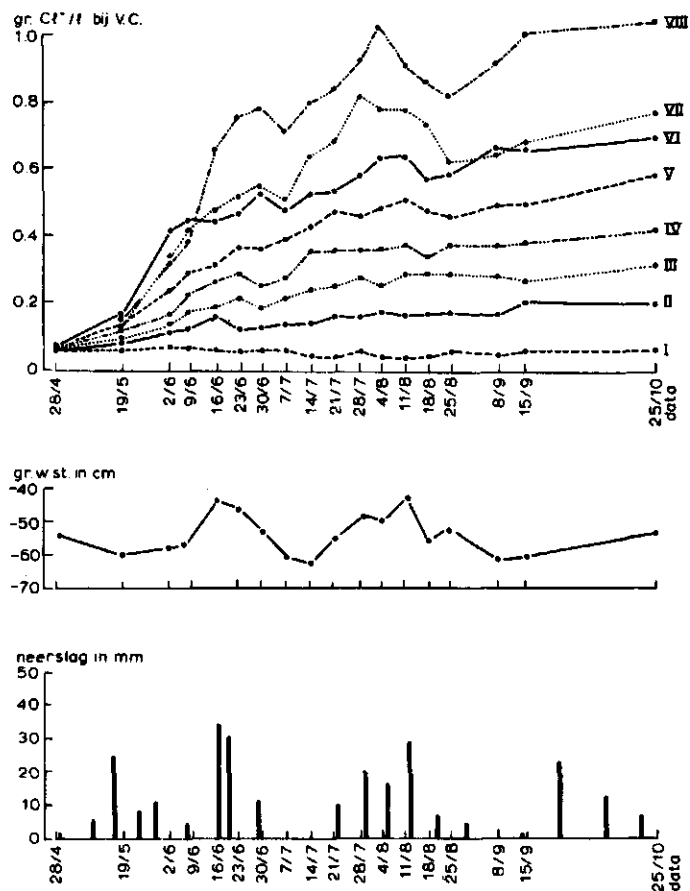 gr. Cℓ⁻/ℓ bij V.C.
1.0
0.8
0.6
0.4
0.2
0
VIII
VII
VI
V
IV
III
II
I
28/4 19/5 2/6 9/6 16/6 23/6 30/6 7/7 14/7 21/7 28/7 4/8 11/8 18/8 25/8 8/9 15/9 25/10
data
gr.w.st. in cm
-40
-50
-60
-70
neerslag in mm
50
40
30
20
10
0
28/4 19/5 2/6 9/6 16/6 23/6 30/6 7/7 14/7 21/7 28/7 4/8 11/8 18/8 25/8 8/9 15/9 25/10
data